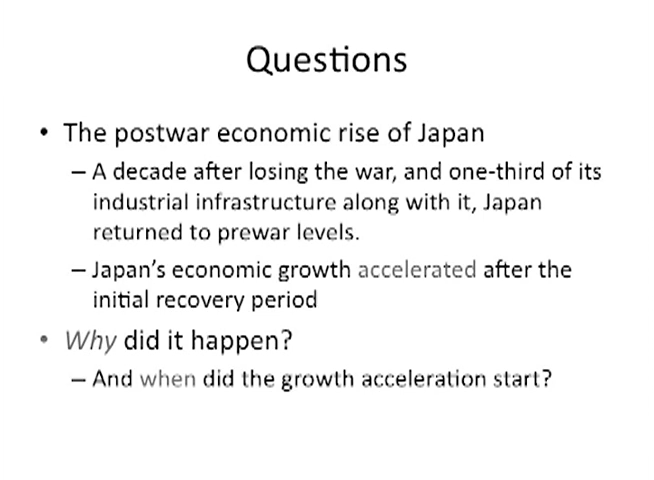 Questions
• The postwar economic rise of Japan
– A decade after losing the war, and one-third of its
industrial infrastructure along with it, Japan
returned to prewar levels.
– Japan's economic growth accelerated after the
initial recovery period
• Why did it happen?
– And when did the growth acceleration start?